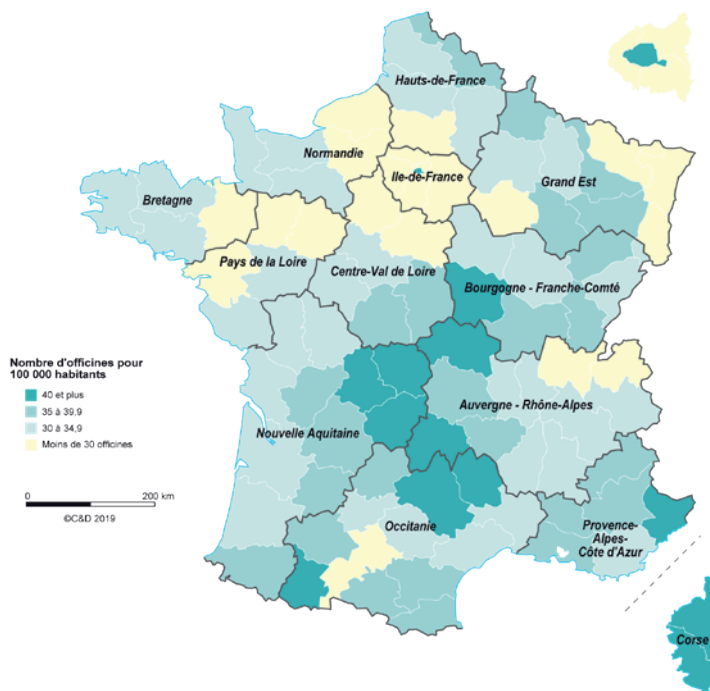 Hauts-de-France
Normandie
Ile-de-France
Grand Est
Bretagne
Pays de la Loire
Centre-Val de Loire
Bourgogne - Franche-Comté
Nombre d'officines pour
100 000 habitants
40 et plus
35 à 39,9
30 à 34,9
Moins de 30 officines
0
200 km
©C&D 2019
Auvergne - Rhône-Alpes
Nouvelle Aquitaine
Occitanie
Provence-
Alpes-
Côte d'Azur
Corse